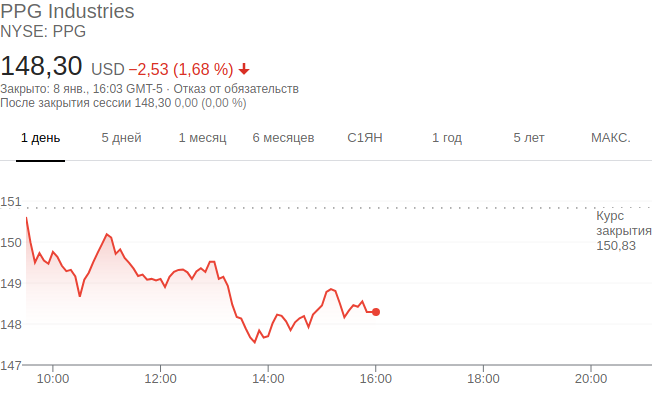 PPG Industries
NYSE: PPG
148,30 USD −2,53 (1,68 %)
Закрыто: 8 янв., 16:03 GMT-5 · Отказ от обязательств
После закрытия сессии 148,30 0,00 (0,00 %)
1 день 5 дней 1 месяц 6 месяцев С1ЯН 1 год 5 лет МАКС.
151
Курс
закрытия
150,83
150
149
148
147
10:00 12:00 14:00 16:00 18:00 20:00